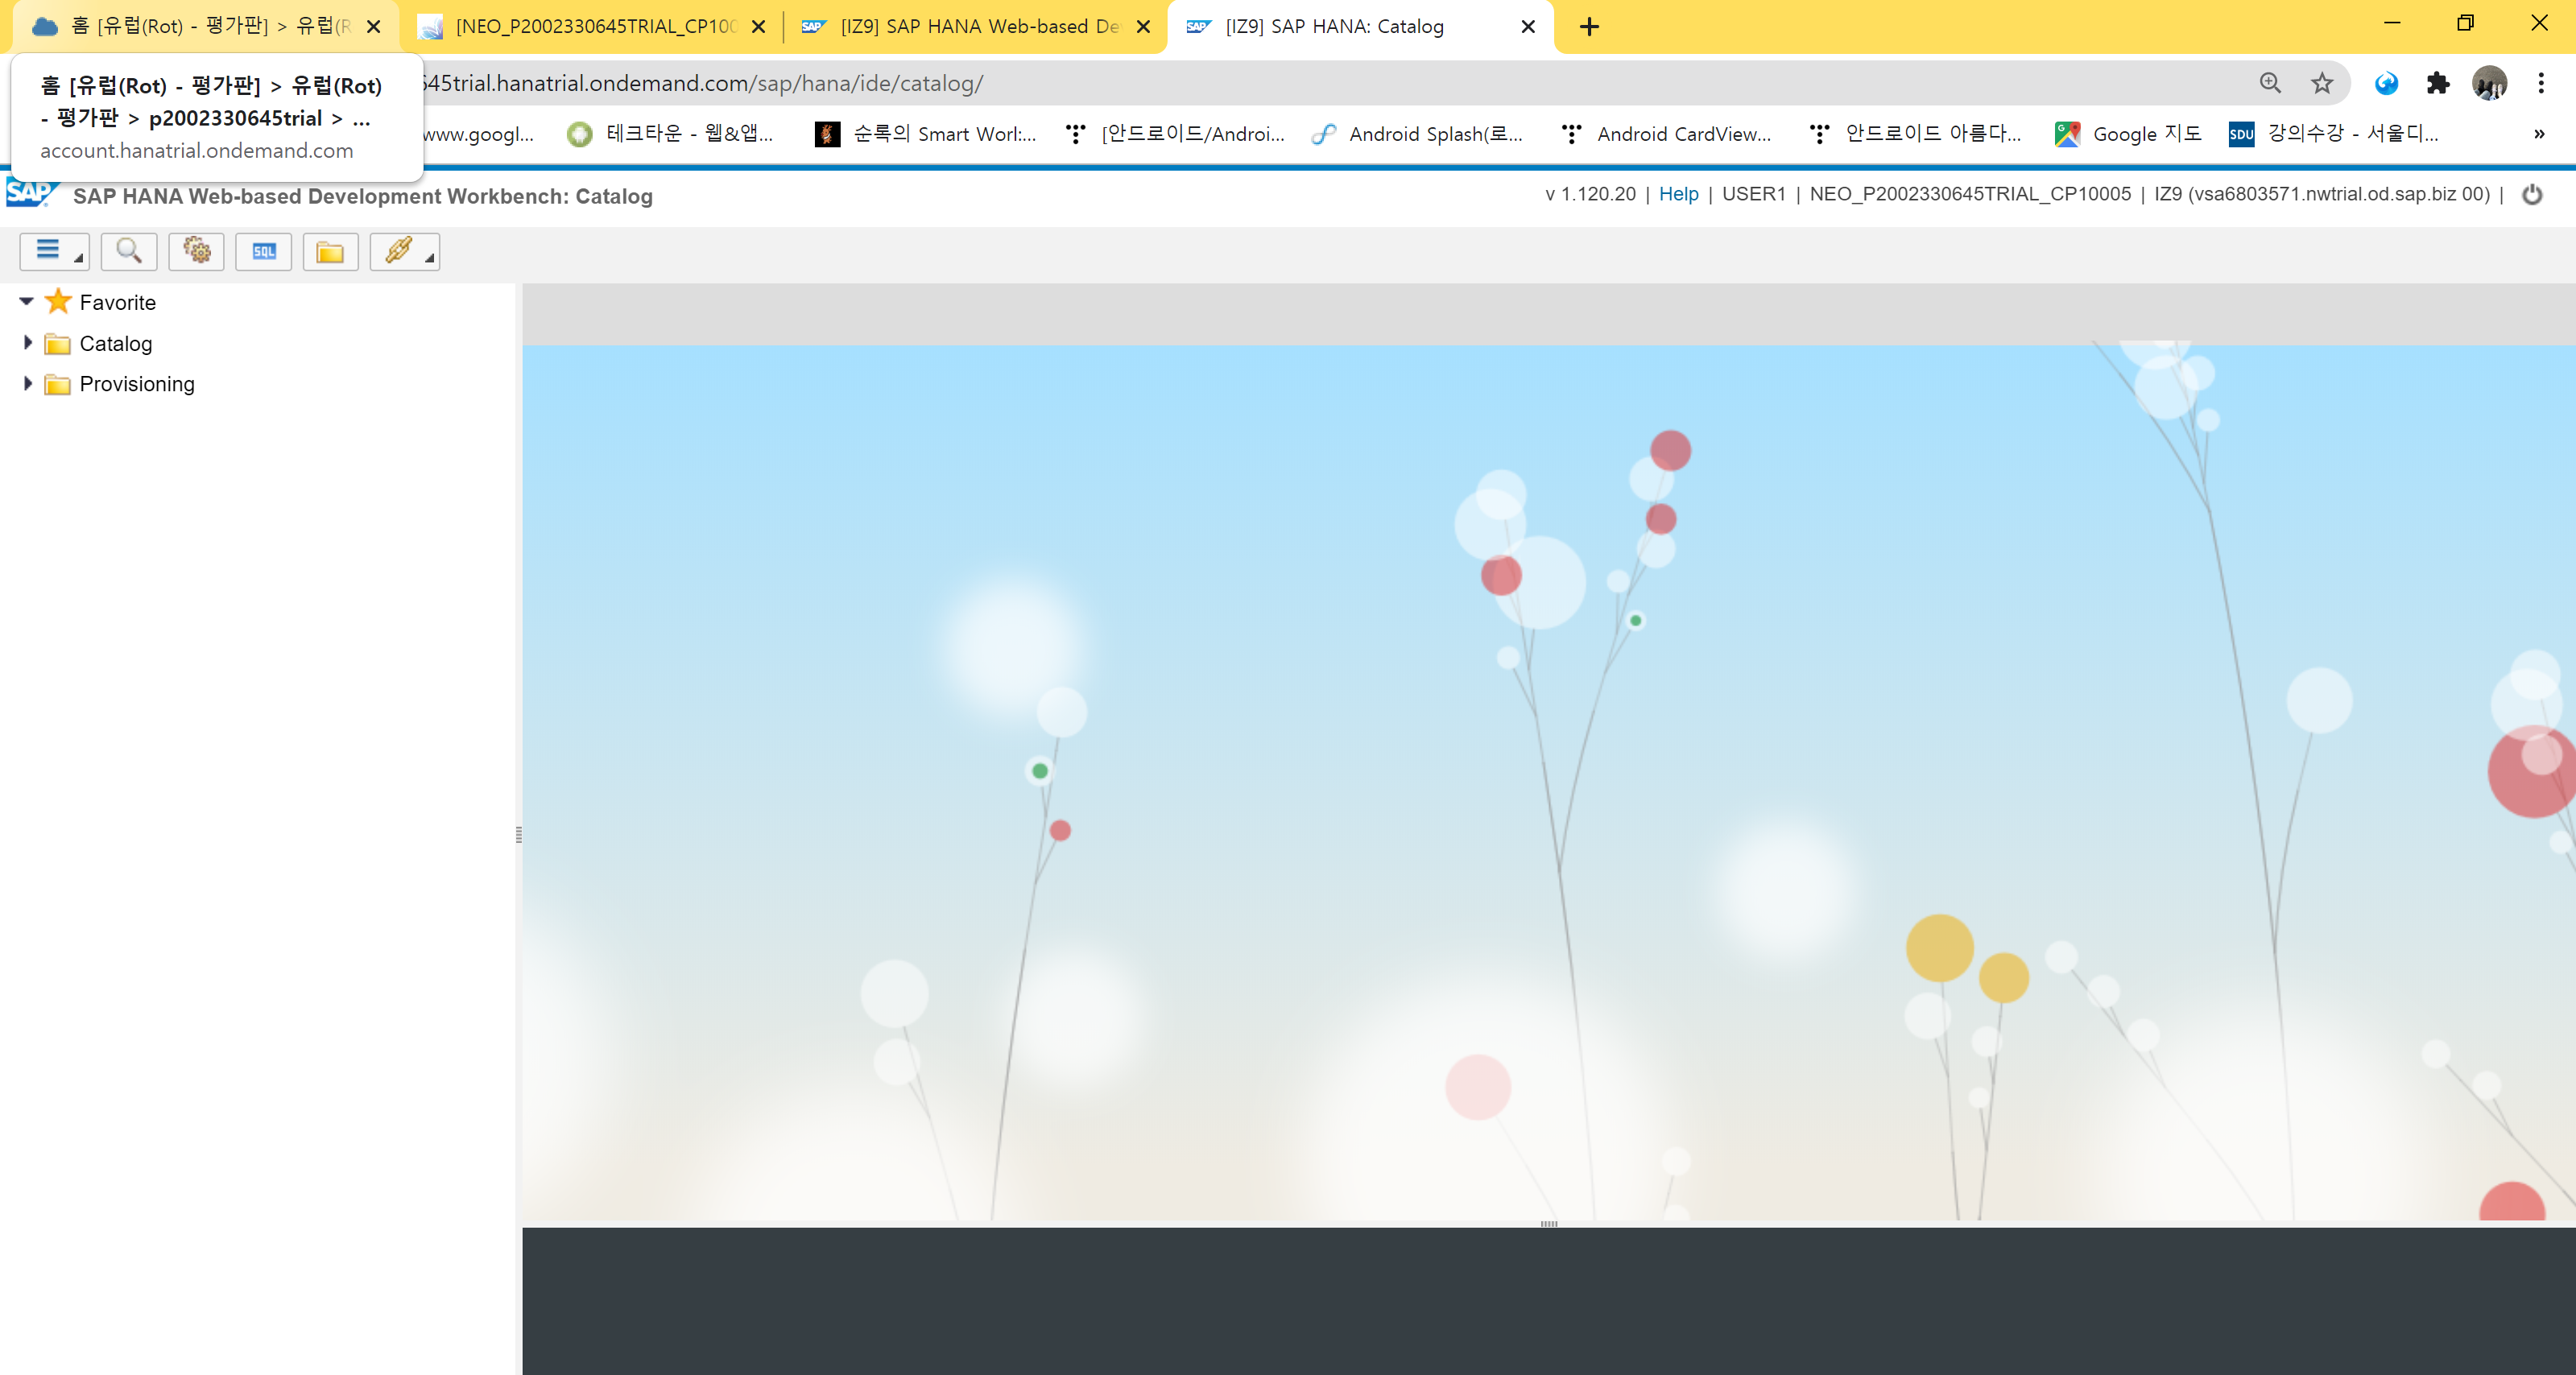 홈 [유럽(Rot) - 평가판] > 유럽(R
[NEO_P2002330645TRIAL_CP100
[IZ9] SAP HANA Web-based De
[IZ9] SAP HANA: Catalog
홈 [유럽(Rot) - 평가판] > 유럽(Rot)
- 평가판 > p2002330645trial > ...
account.hanatrial.ondemand.com
645trial.hanatrial.ondemand.com/sap/hana/ide/catalog/
www.googl...
테크타운 - 웹&앱...
순록의 Smart Worl:...
[안드로이드/Androi...
Android Splash(로...
Android CardView...
안드로이드 아름다...
Google 지도
SDU
강의수강 - 서울디...
»
SAP
SAP HANA Web-based Development Workbench: Catalog
v 1.120.20 | Help | USER1 | NEO_P2002330645TRIAL_CP10005 | IZ9 (vsa6803571.nwtrial.od.sap.biz 00) |
SQL
Favorite
Catalog
Provisioning